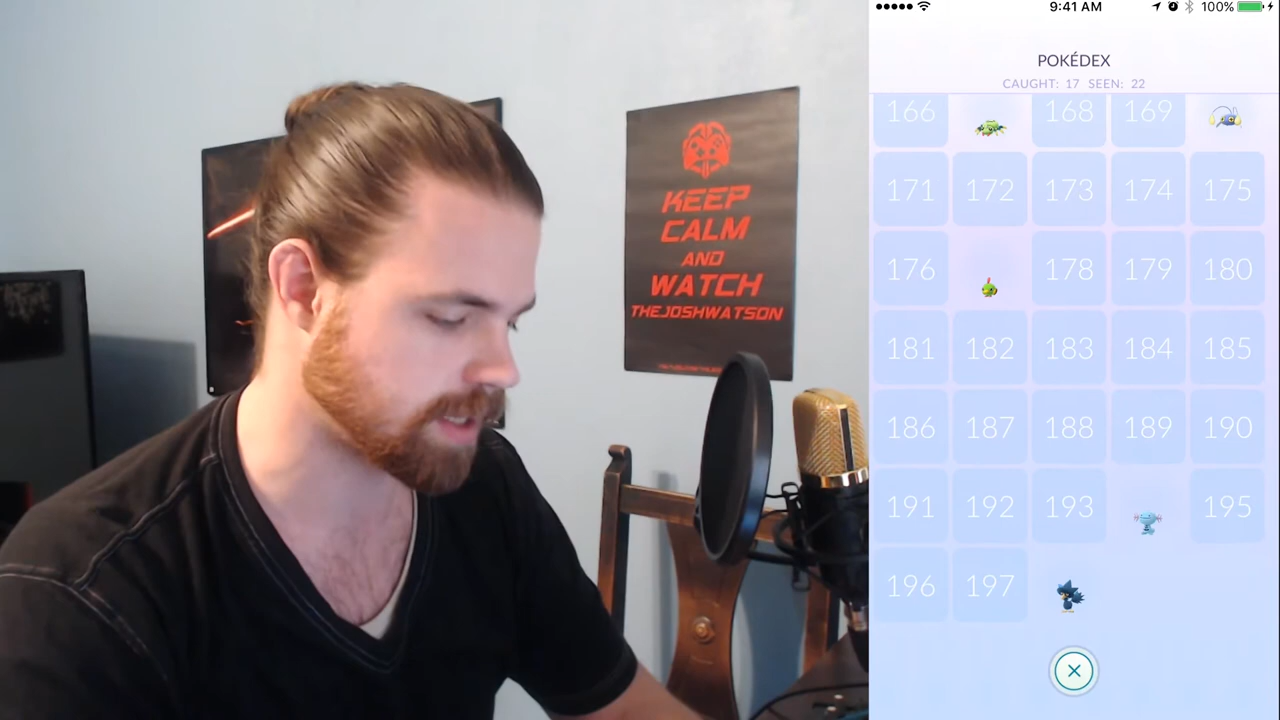 9:41 AM
100%
POKÉDEX
CAUGHT: 17 SEEN: 22
166 168 169
171 172 173 174 175
176 178 179 180
181 182 183 184 185
186 187 188 189 190
191 192 193 195
196 197
KEEP
CALM
AND
WATCH
THEJOSHWATSON